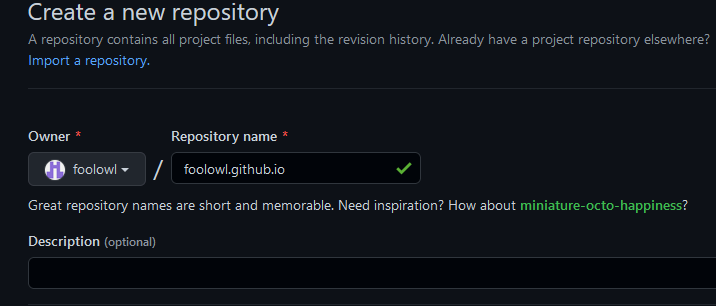 Create a new repository
A repository contains all project files, including the revision history. Already have a project repository elsewhere?
Import a repository.
Owner * Repository name *
foolowl / foolowl.github.io
Great repository names are short and memorable. Need inspiration? How about miniature-octo-happiness?
Description (optional)